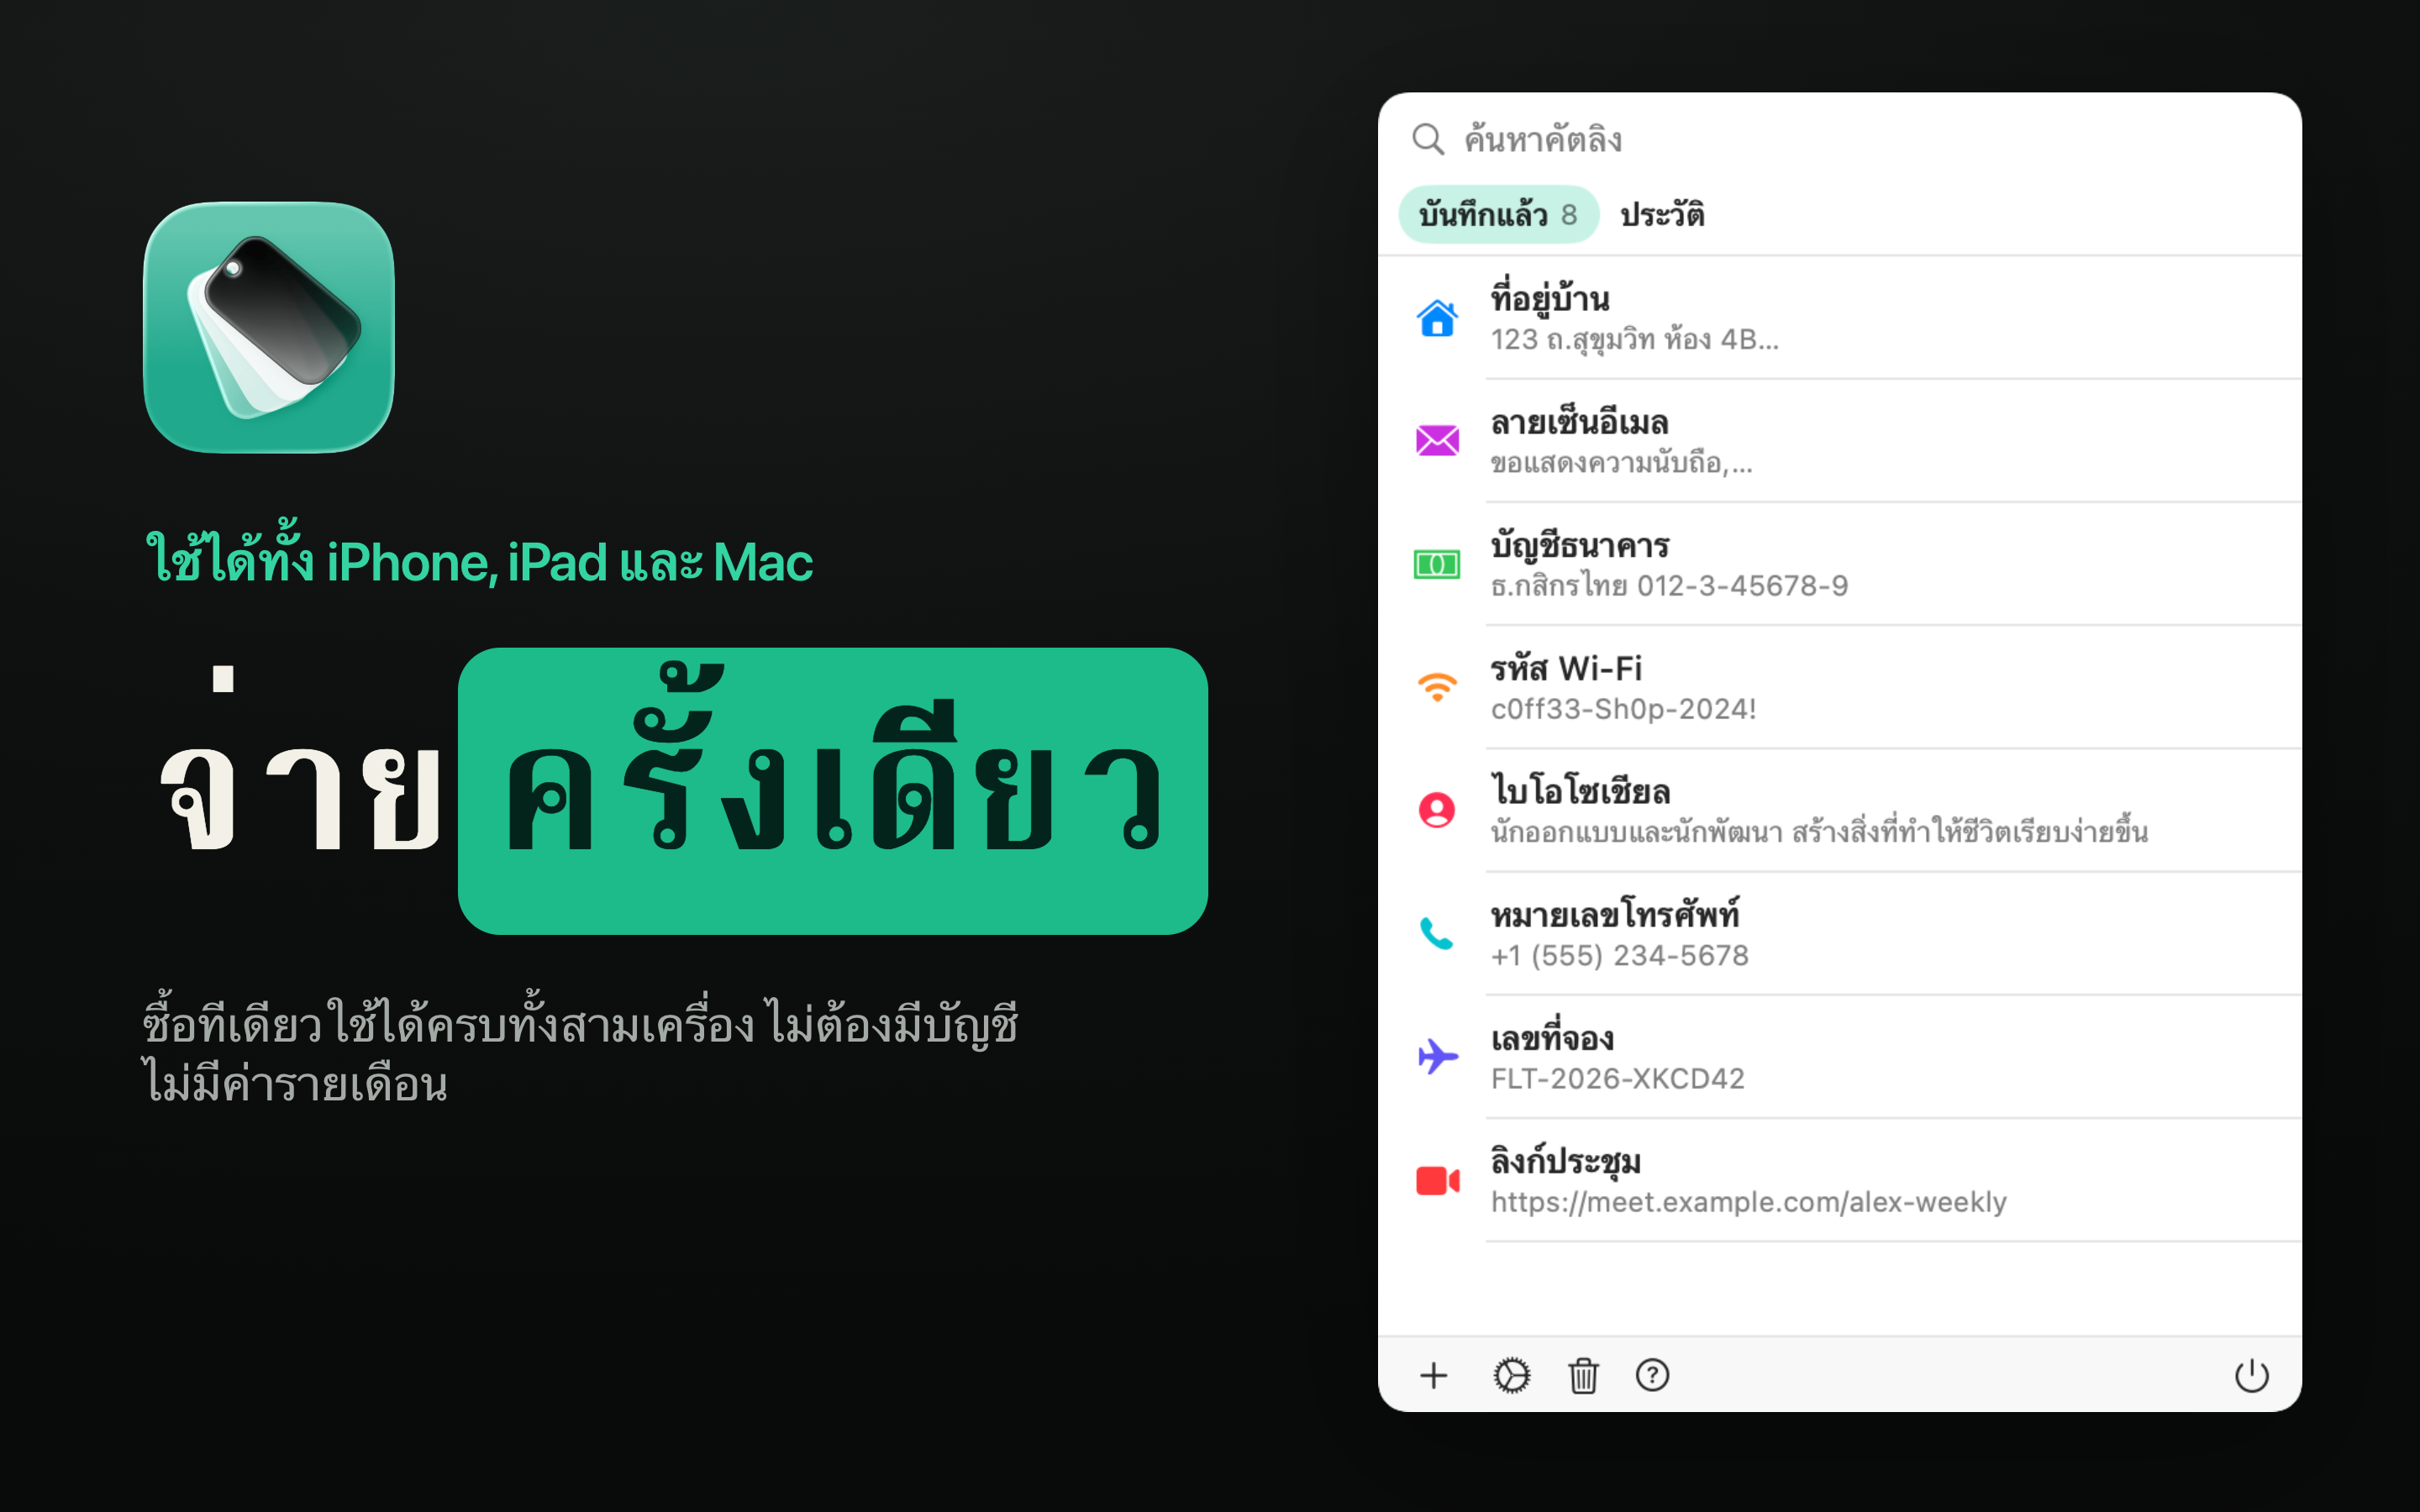 ใช้ได้ทั้ง iPhone, iPad และ Mac
จ่ายครั้งเดียว
ซื้อทีเดียว ใช้ได้ครบทั้งสามเครื่อง ไม่ต้องมีบัญชี
ไม่มีค่ารายเดือน
ค้นหาคัตลิง
บันทึกแล้ว 8 ประวัติ
ที่อยู่บ้าน
123 ถ.สุขุมวิท ห้อง 4B...
ลายเซ็นอีเมล
ขอแสดงความนับถือ,...
บัญชีธนาคาร
ธ.กสิกรไทย 012-3-45678-9
รหัส Wi-Fi
c0ff33-Sh0p-2024!
ไบโอโซเชียล
นักออกแบบและนักพัฒนา สร้างสิ่งที่ทำให้ชีวิตเรียบง่ายขึ้น
หมายเลขโทรศัพท์
+1 (555) 234-5678
เลขที่จอง
FLT-2026-XKCD42
ลิงก์ประชุม
https://meet.example.com/alex-weekly